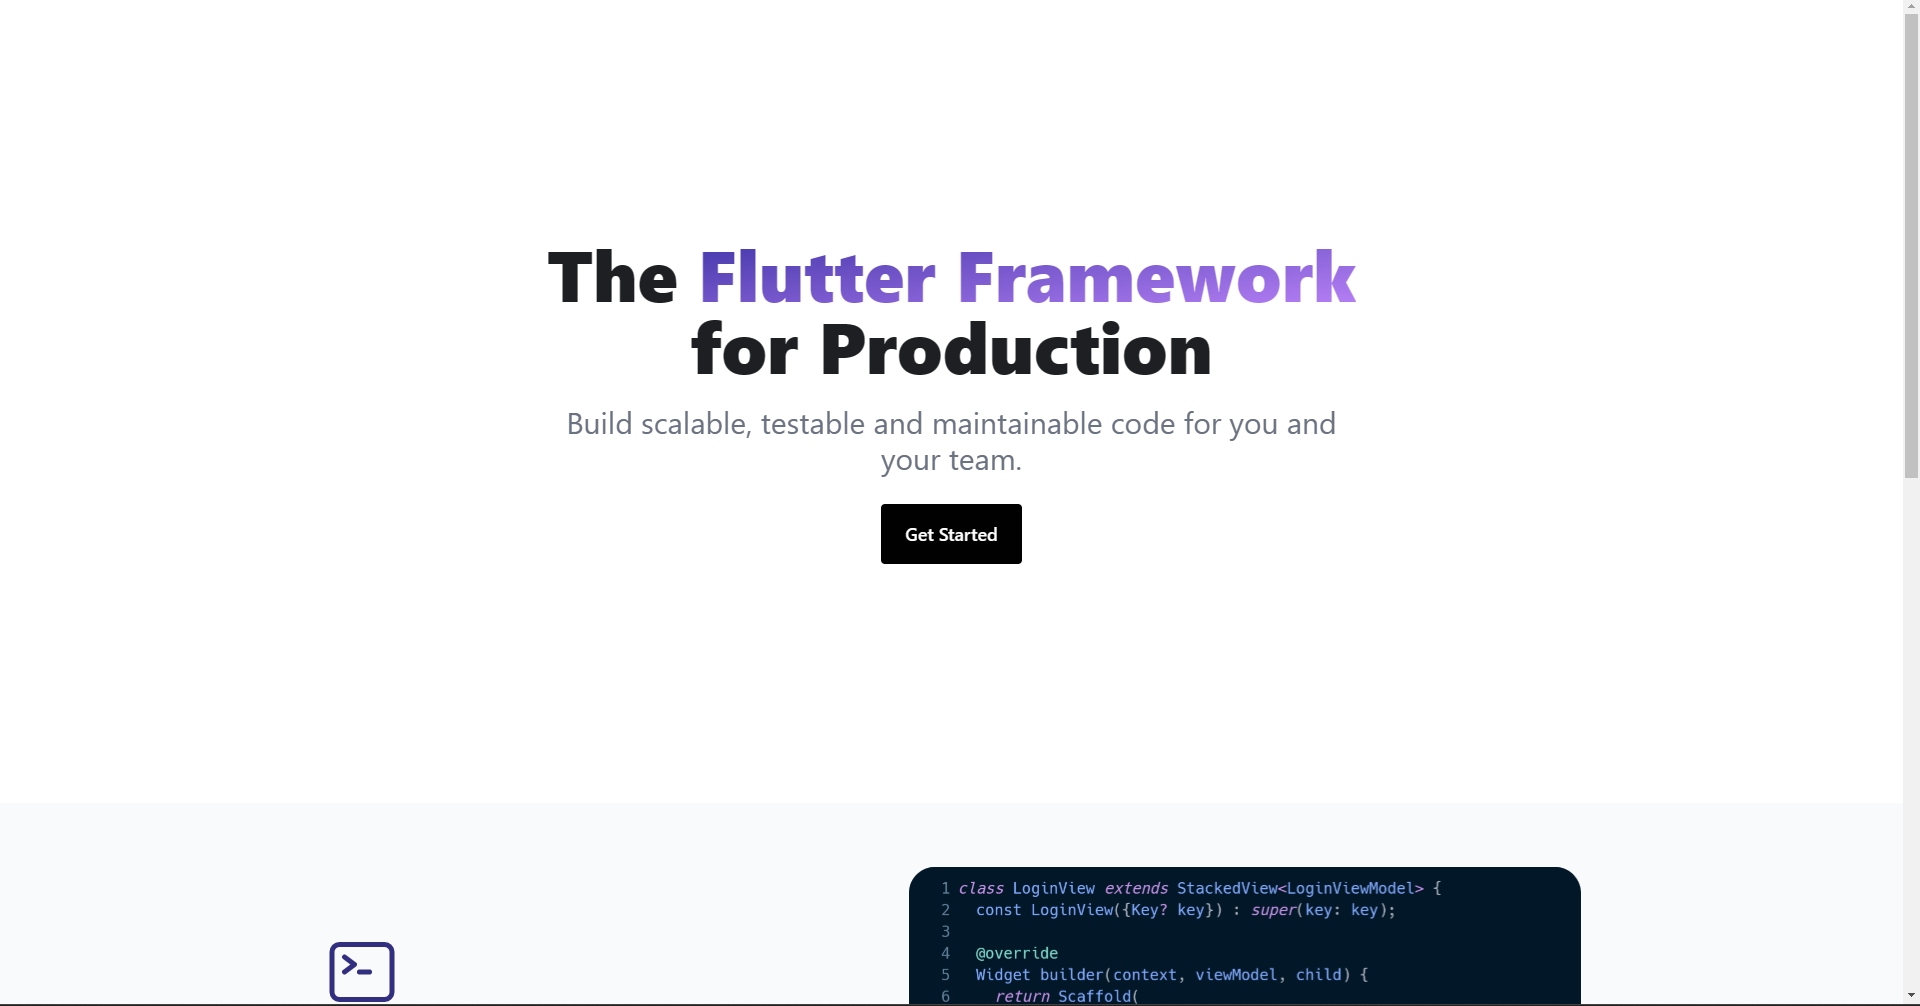 The Flutter Framework
for Production
Build scalable, testable and maintainable code for you and
your team.
Get Started
>-
1 class LoginView extends StackedView<LoginViewModel> {
2   const LoginView({Key? key}) : super(key: key);
3
4   @override
5   Widget builder(context, viewModel, child) {
6     return Scaffold(